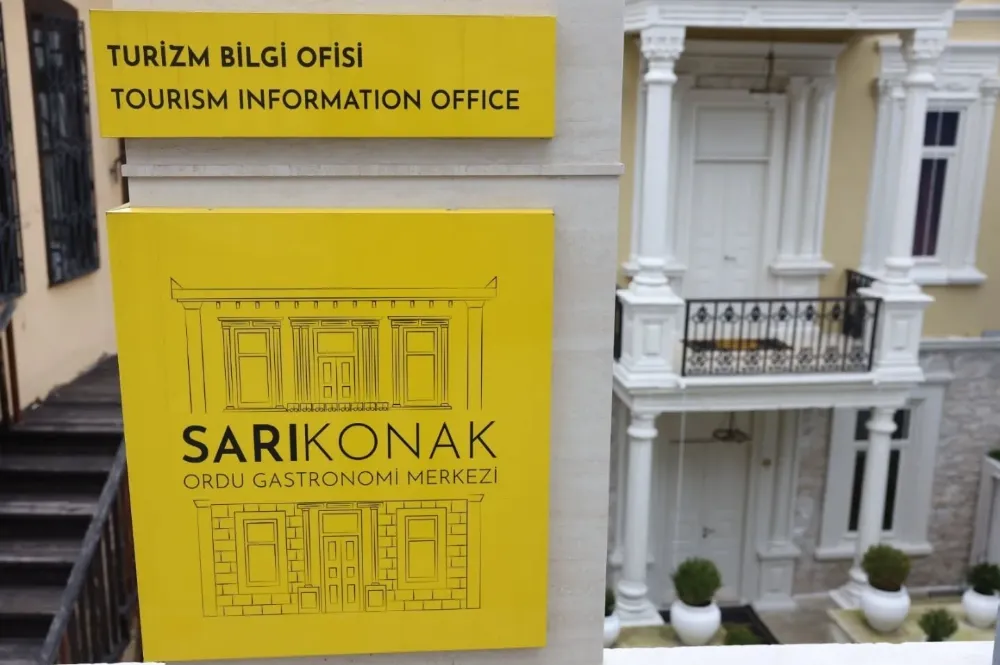 TURİZM BİLGİ OFİSİ
TOURISM INFORMATION OFFICE
SARIKONAK
ORDU GASTRONOMİ MERKEZİ